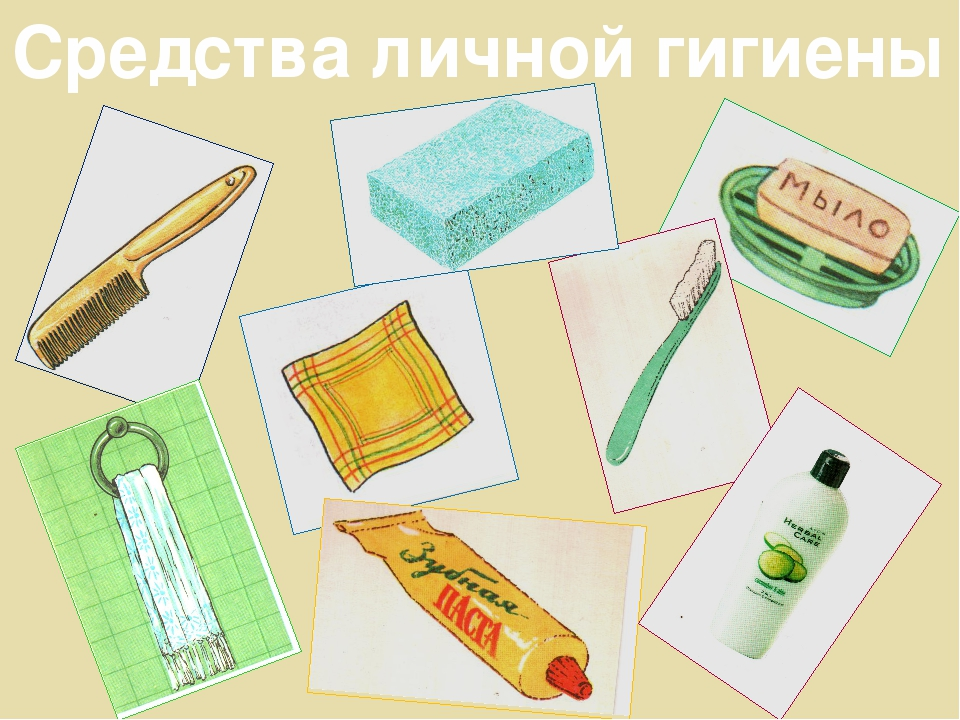 Средства личной гигиены
Мыло
Зубная
ПАСТА
HERBAL
CARE